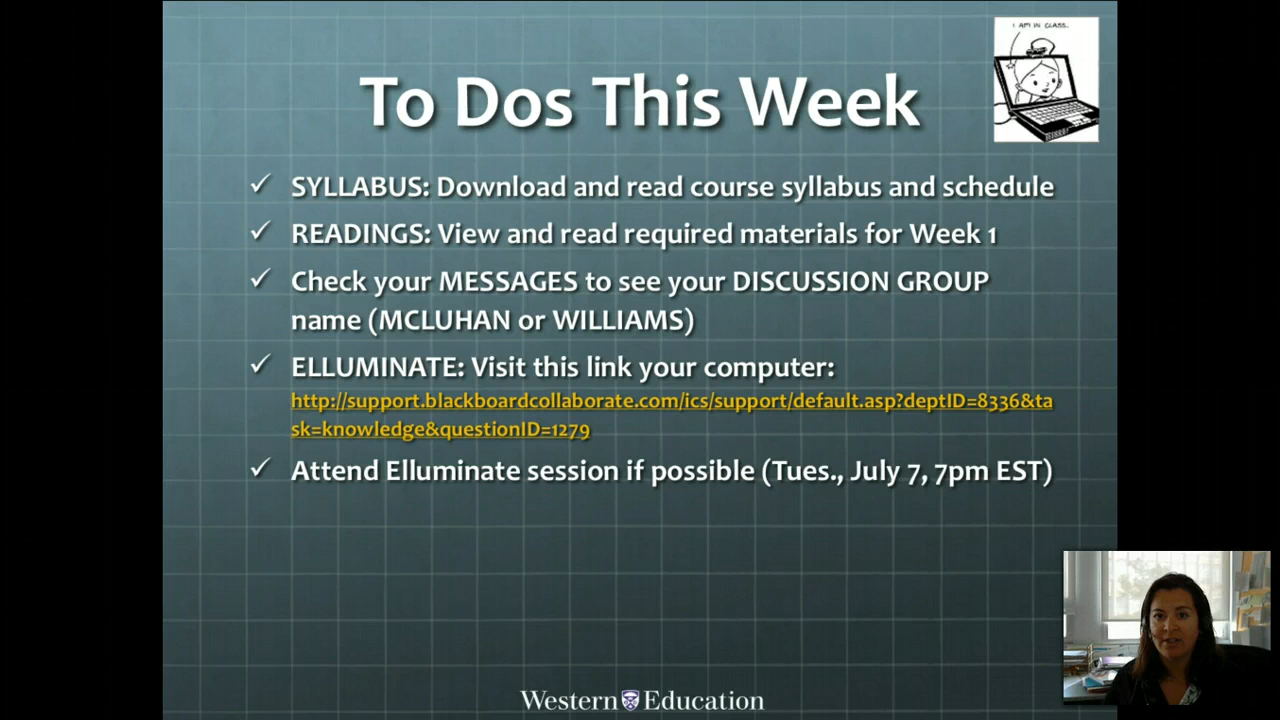 I AM IN CLASS..
To Dos This Week
✓ SYLLABUS: Download and read course syllabus and schedule
✓ READINGS: View and read required materials for Week 1
✓ Check your MESSAGES to see your DISCUSSION GROUP
name (MCLUHAN or WILLIAMS)
✓ ELLUMINATE: Visit this link your computer:
http://support.blackboardcollaborate.com/ics/support/default.asp?deptID=8336&ta
sk=knowledge&questionID=1279
✓ Attend Elluminate session if possible (Tues., July 7, 7pm EST)
Western Education